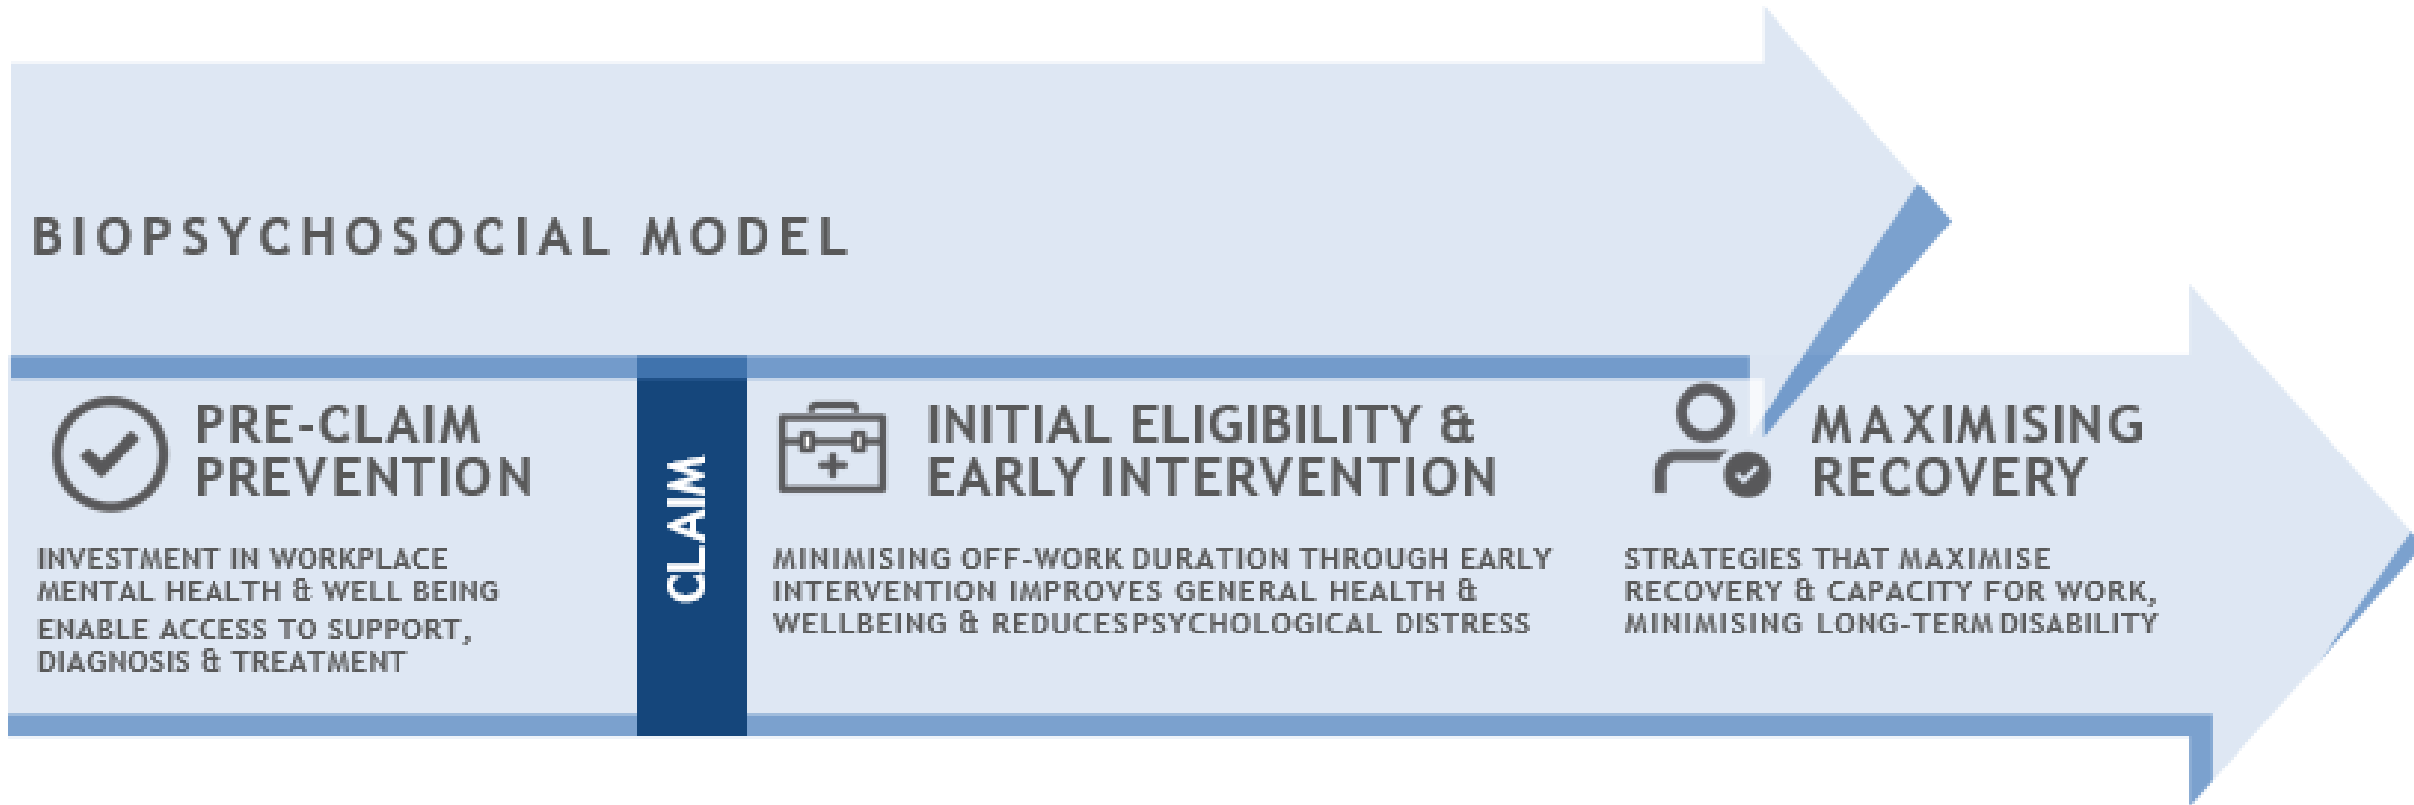 BIOPSYCHOSOCIAL MODEL
PRE-CLAIM
PREVENTION
INVESTMENT IN WORKPLACE
MENTAL HEALTH & WELL BEING
ENABLE ACCESS TO SUPPORT,
DIAGNOSIS & TREATMENT
CLAIM
INITIAL ELIGIBILITY &
EARLY INTERVENTION
MINIMISING OFF-WORK DURATION THROUGH EARLY
INTERVENTION IMPROVES GENERAL HEALTH &
WELLBEING & REDUCES PSYCHOLOGICAL DISTRESS
MAXIMISING
RECOVERY
STRATEGIES THAT MAXIMISE
RECOVERY & CAPACITY FOR WORK,
MINIMISING LONG-TERM DISABILITY